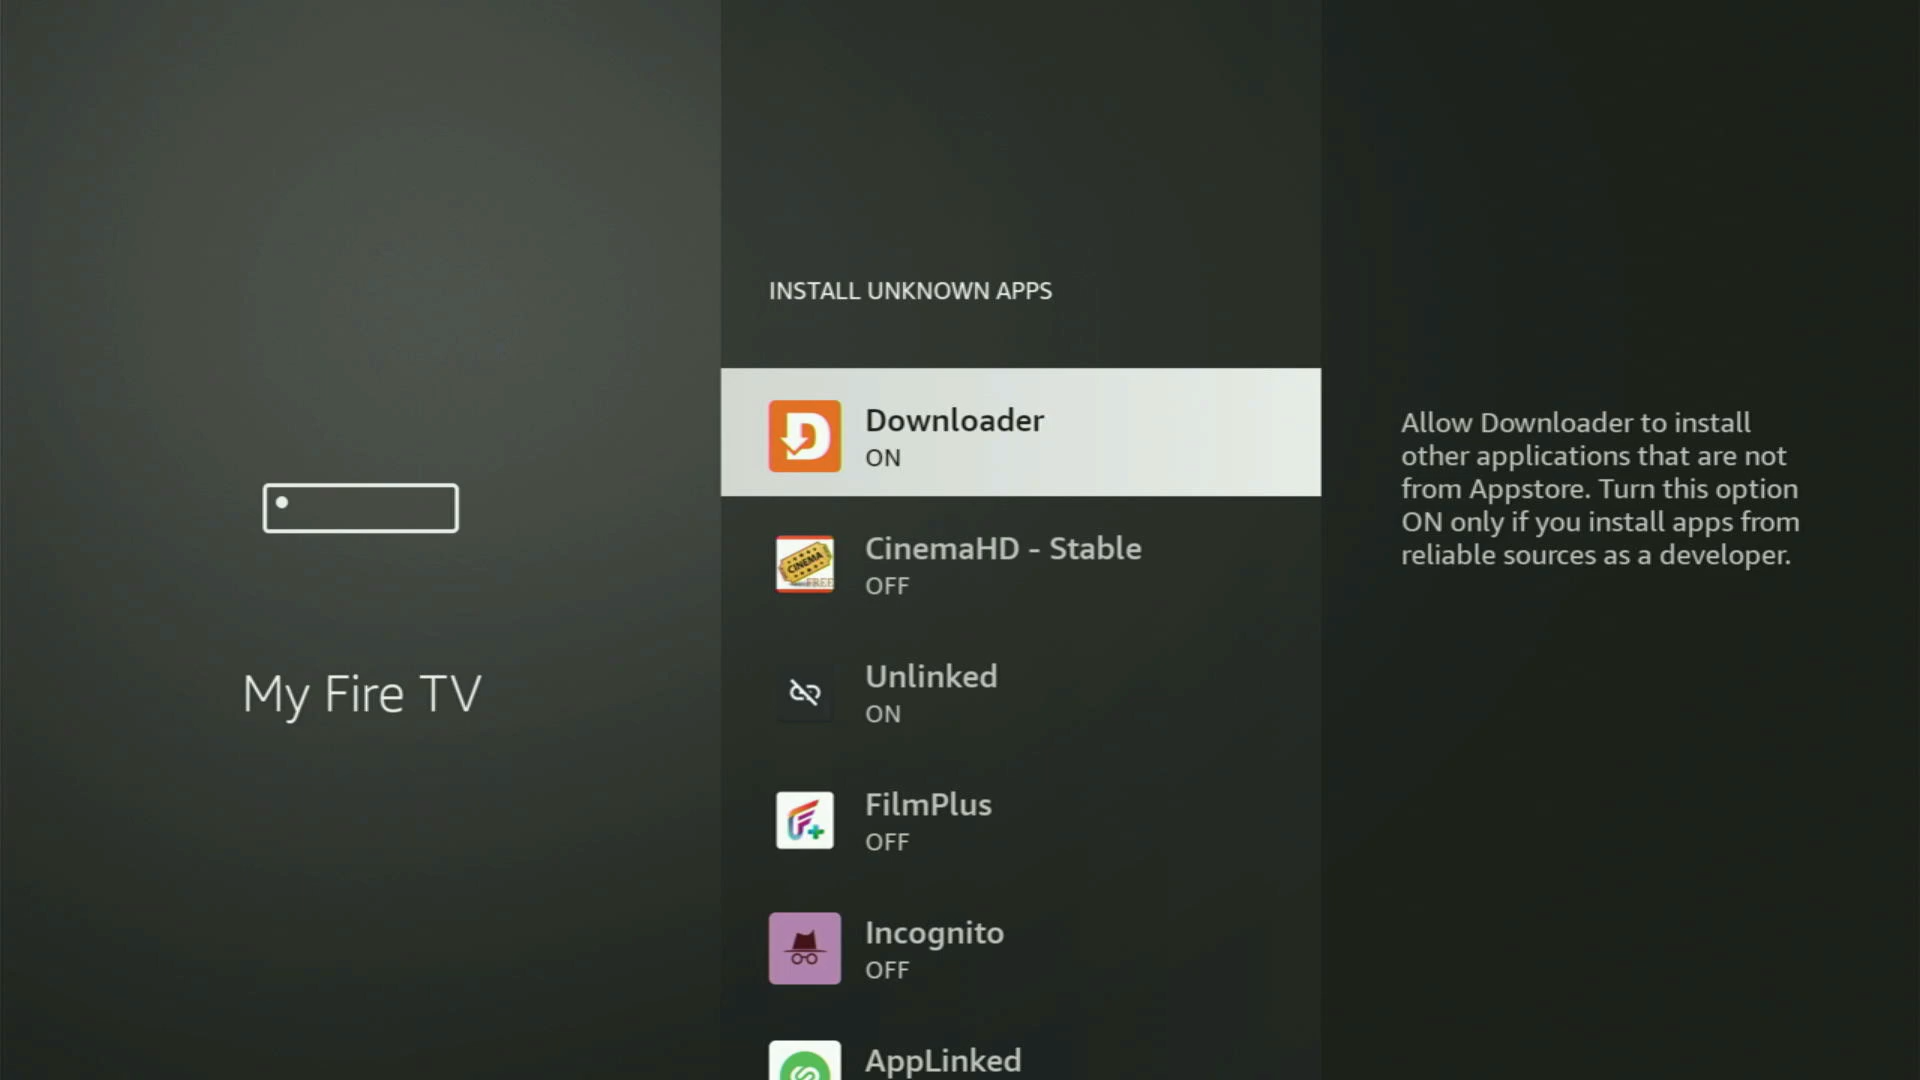 INSTALL UNKNOWN APPS
Downloader
ON
CinemaHD - Stable
OFF
CINEMA
FREE
Unlinked
ON
FilmPlus
OFF
Incognito
OFF
AppLinked
My Fire TV
Allow Downloader to install
other applications that are not
from Appstore. Turn this option
ON only if you install apps from
reliable sources as a developer.